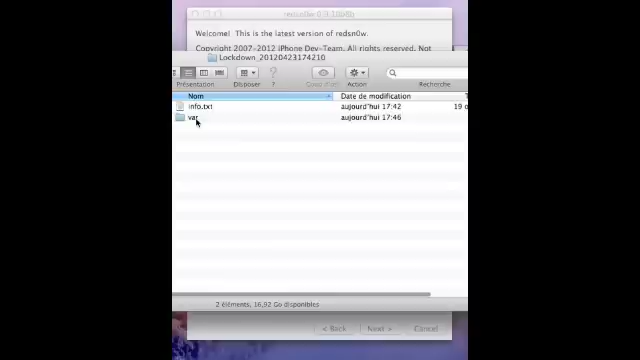 redsn0w 0.9.10b8b
Welcome! This is the latest version of redsn0w.
Copyright 2007-2012 iPhone Dev-Team. All rights reserved. Not
Lockdown_20120423174210
Présentation Disposer ? Action Recherche
Nom Date de modification
info.txt aujourd'hui 17:42 19 o
var aujourd'hui 17:46
2 éléments, 16,92 Go disponibles
< Back Next > Cancel